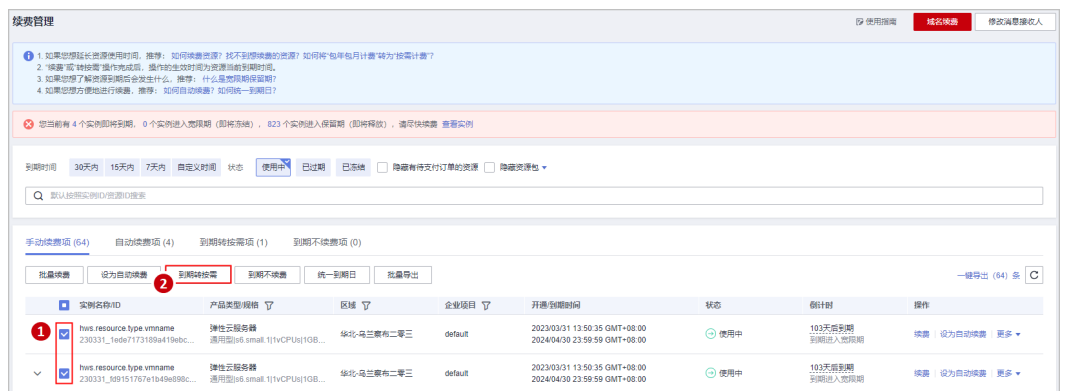 续费管理
使用指南
域名续费
修改消息接收人
1. 如果您想延长资源使用时间，推荐： 如何续费资源？找不到想续费的资源？如何将“包年包月计费”转为“按需计费”？
2. “续费”或“转按需”操作完成后，操作的生效时间为资源当前到期时间。
3. 如果您想了解资源到期后会发生什么，推荐： 什么是宽限期保留期？
4. 如果您想方便地进行续费，推荐： 如何自动续费？如何统一到期日？
您当前有 4 个实例即将到期， 0 个实例进入宽限期（即将冻结）， 823 个实例进入保留期（即将释放），请尽快续费 查看实例
到期时间 30天内 15天内 7天内 自定义时间 状态 使用中 已过期 已冻结 隐藏有待支付订单的资源 隐藏资源包
默认按照实例ID/资源ID搜索
手动续费项 (64) 自动续费项 (4) 到期转按需项 (1) 到期不续费项 (0)
批量续费 设为自动续费 2 到期转按需 到期不续费 统一到期日 批量导出 一键导出（64）条
实例名称/ID 产品类型/规格 区域 企业项目 开通/到期时间 状态 倒计时 操作
1
hws.resource.type.vmname 弹性云服务器 华北-乌兰察布二零三 default 2023/03/31 13:50:35 GMT+08:00 使用中 103天后到期 续费 设为自动续费 更多
230331_1ede7173189a419ebc... 通用型|s6.small.1|1vCPUs|1GB... 2024/04/30 23:59:59 GMT+08:00 到期进入宽限期
hws.resource.type.vmname 弹性云服务器 华北-乌兰察布二零三 default 2023/03/31 13:50:35 GMT+08:00 使用中 103天后到期 续费 设为自动续费 更多
230331_fd9151767e1b49e898c... 通用型|s6.small.1|1vCPUs|1GB... 2024/04/30 23:59:59 GMT+08:00 到期进入宽限期